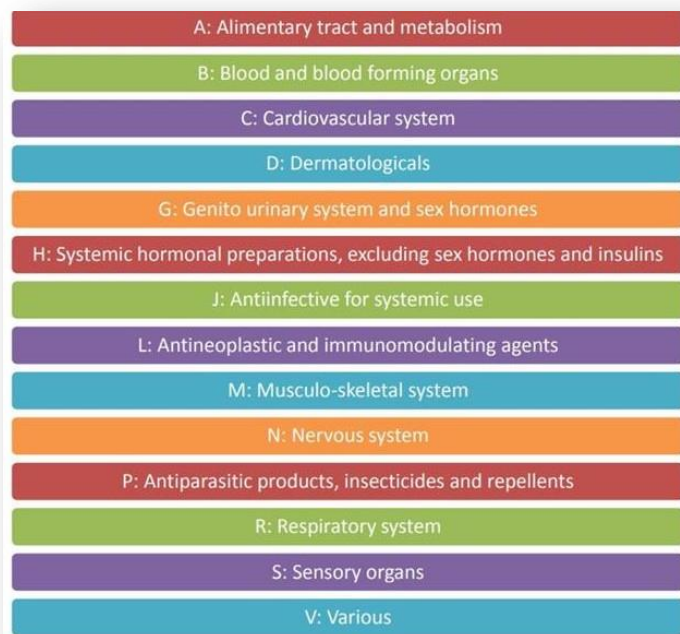 A: Alimentary tract and metabolism
B: Blood and blood forming organs
C: Cardiovascular system
D: Dermatologicals
G: Genito urinary system and sex hormones
H: Systemic hormonal preparations, excluding sex hormones and insulins
J: Antiinfective for systemic use
L: Antineoplastic and immunomodulating agents
M: Musculo-skeletal system
N: Nervous system
P: Antiparasitic products, insecticides and repellents
R: Respiratory system
S: Sensory organs
V: Various